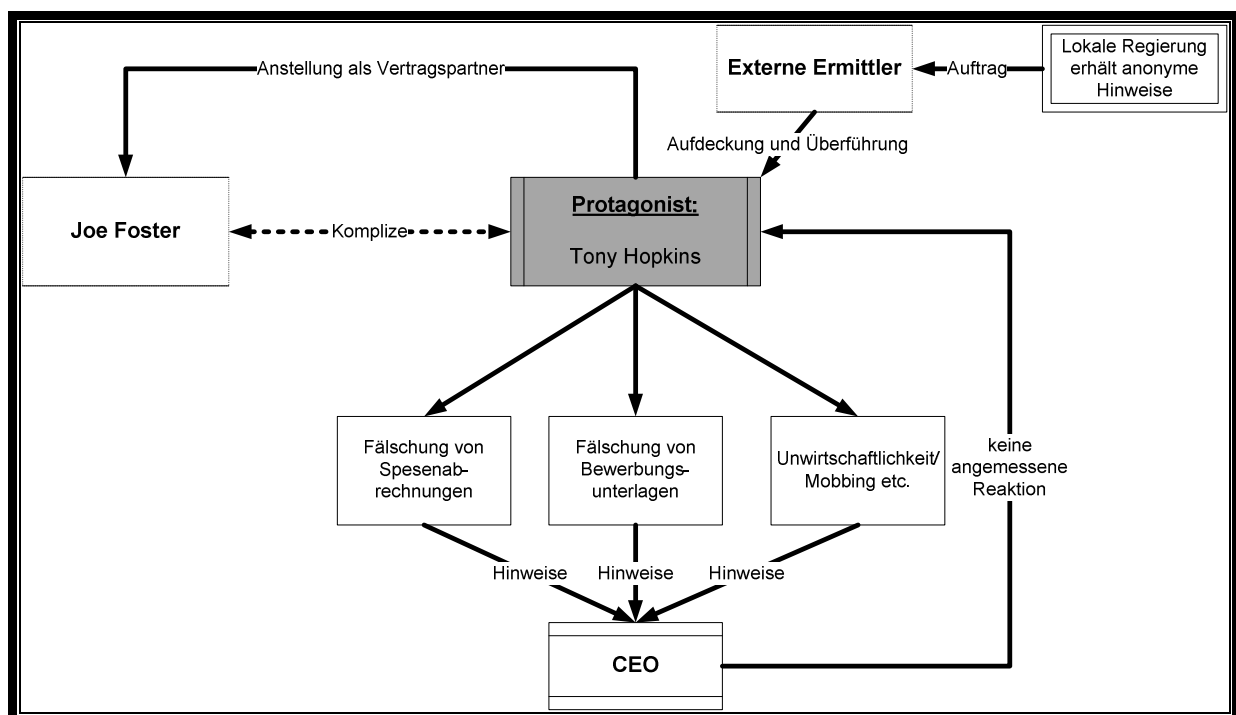 Anstellung als Vertragspartner
Externe Ermittler
Auftrag
Lokale Regierung
erhält anonyme
Hinweise
Aufdeckung und Überführung
Joe Foster
Komplize
Protagonist:
Tony Hopkins
Fälschung von
Spesenab-
rechnungen
Fälschung von
Bewerbungs-
unterlagen
Unwirtschaftlichkeit/
Mobbing etc.
keine
angemessene
Reaktion
Hinweise
Hinweise
Hinweise
CEO